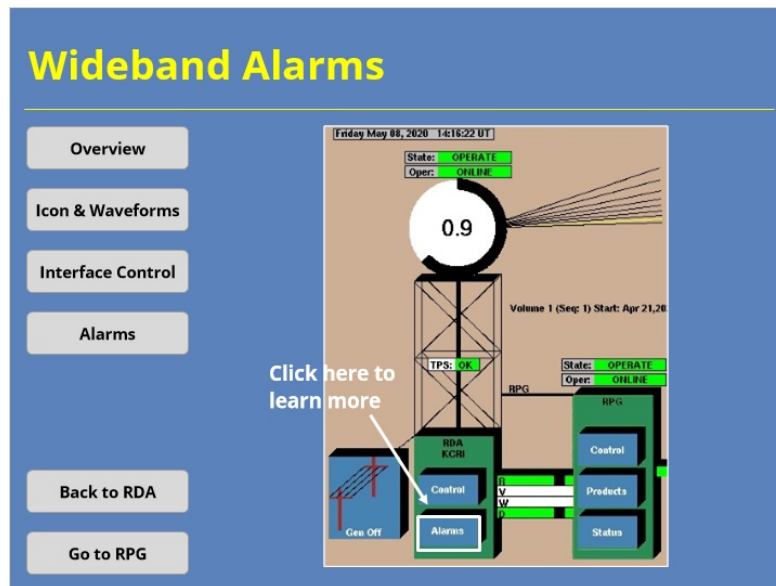 Wideband Alarms
Overview
Icon & Waveforms
Interface Control
Alarms
Back to RDA
Go to RPG
Friday May 08, 2020 14:16:22 UT
State: OPERATE
Oper: ONLINE
0.9
Volume 1 (Seq: 1) Start: Apr 21,20
TPS: OK
Click here to
learn more
State: OPERATE
Oper: ONLINE
RPG
RPG
RDA
KCRI
Control
Alarms
Gen Off
R
V
W
D
Control
Products
Status